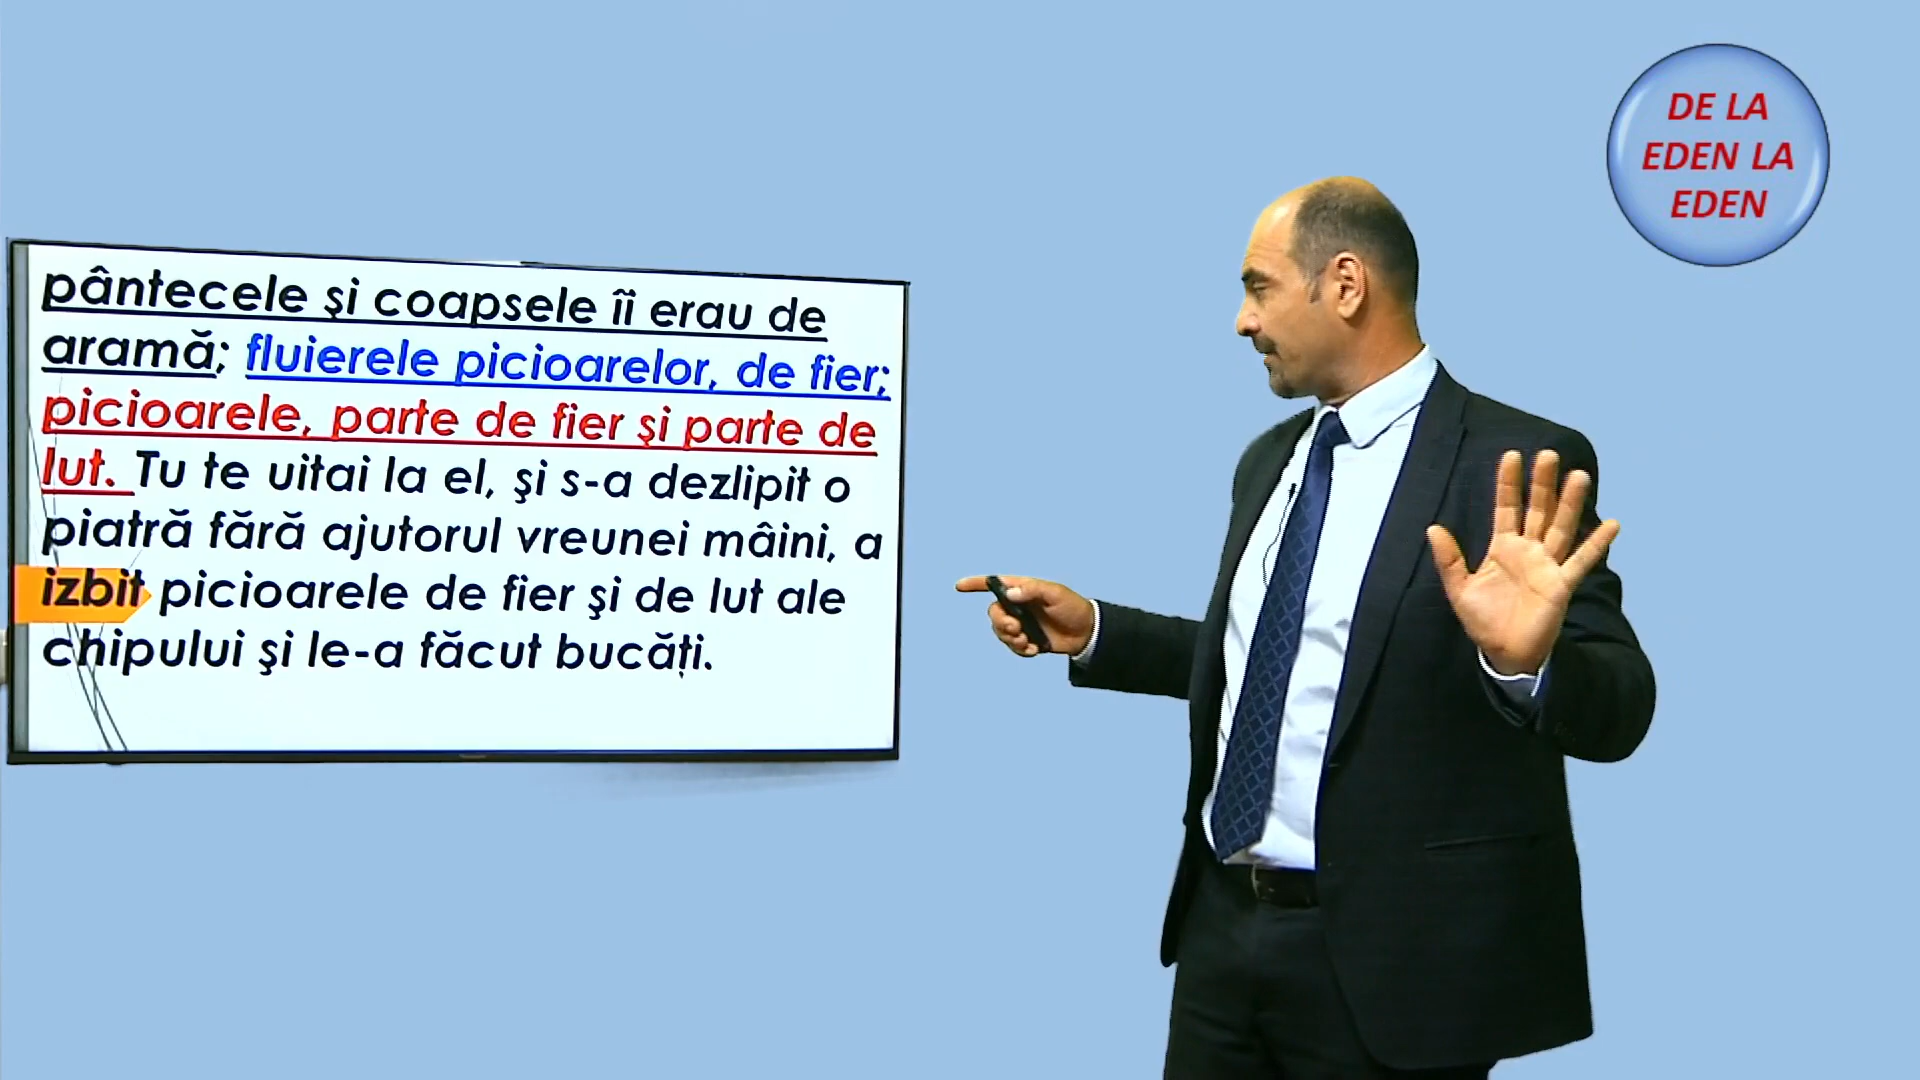 pântecele şi coapsele îi erau de
aramă; fluierele picioarelor, de fier;
picioarele, parte de fier şi parte de
lut. Tu te uitai la el, şi s-a dezlipit o
piatră fără ajutorul vreunei mâini, a
izbit picioarele de fier şi de lut ale
chipului şi le-a făcut bucăți.
DE LA
EDEN LA
EDEN